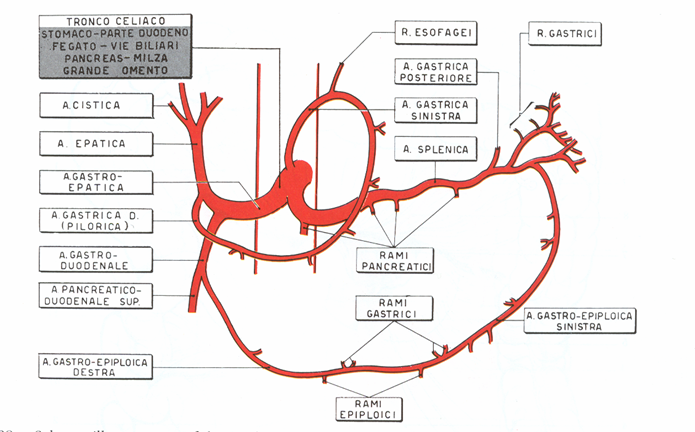 TRONCO CELIACO
STOMACO-PARTE DUODENO
FEGATO - VIE BILIARI
PANCREAS - MILZA
GRANDE OMENTO
R. ESOFAGEI
R. GASTRICI
A. GASTRICA
POSTERIORE
A.CISTICA
A. GASTRICA
SINISTRA
A. EPATICA
A. SPLENICA
A.GASTRO-
EPATICA
A.GASTRICA D.
(PILORICA)
A.GASTRO-
DUODENALE
RAMI
PANCREATICI
A PANCREATICO-
DUODENALE SUP.
RAMI
GASTRICI
A.GASTRO-EPIPLOICA
SINISTRA
A.GASTRO-EPIPLOICA
DESTRA
RAMI
EPIPLOICI